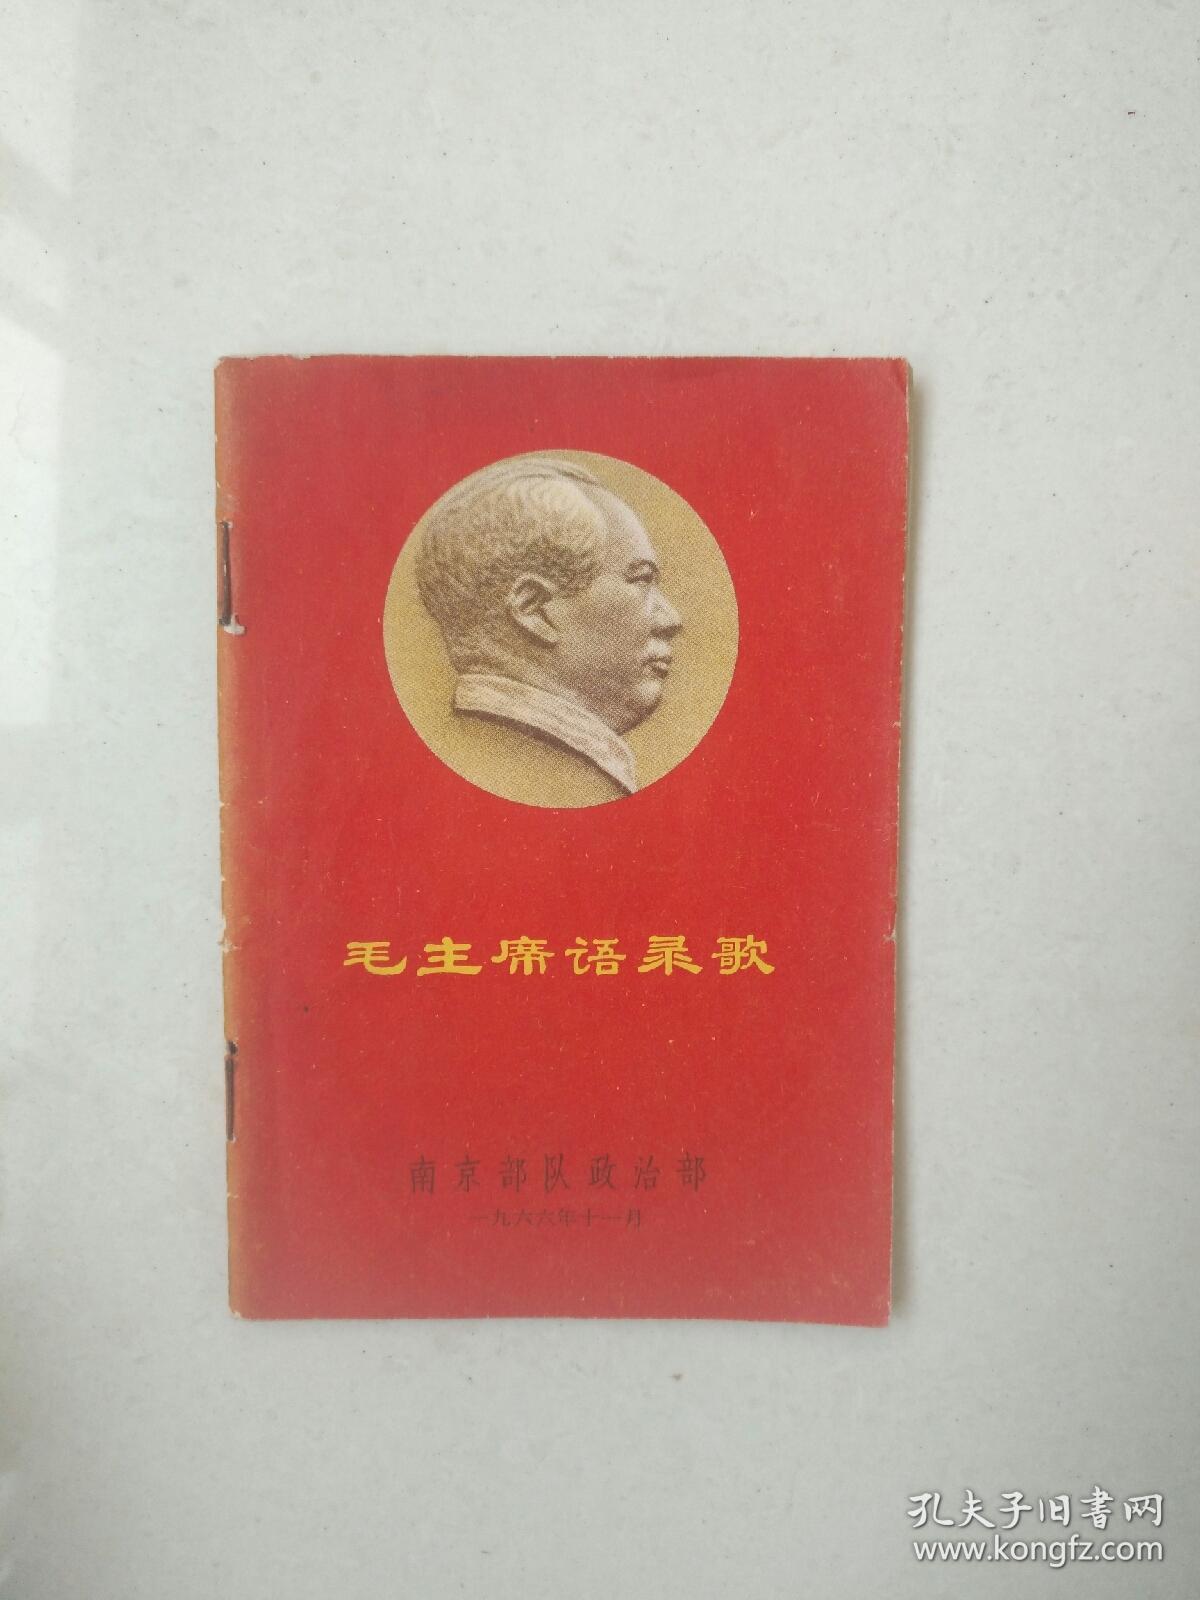 毛主席语录歌
南京部队政治部
一九六六年十一月
孔夫子旧書网
www.kongfz.com